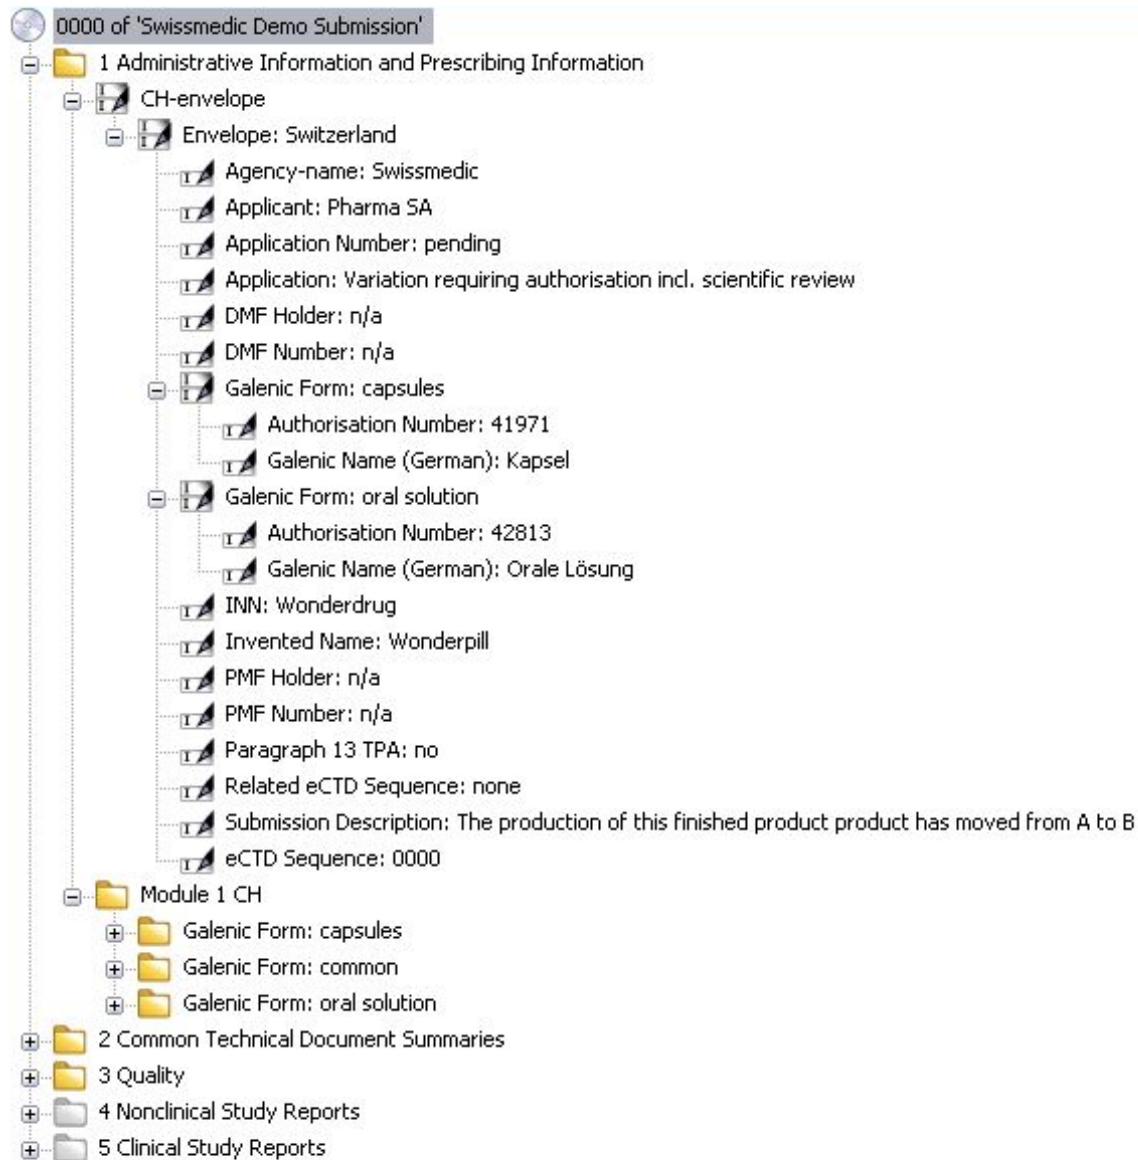 0000 of 'Swissmedic Demo Submission'
1 Administrative Information and Prescribing Information
CH-envelope
Envelope: Switzerland
Agency-name: Swissmedic
Applicant: Pharma SA
Application Number: pending
Application: Variation requiring authorisation incl. scientific review
DMF Holder: n/a
DMF Number: n/a
Galenic Form: capsules
Authorisation Number: 41971
Galenic Name (German): Kapsel
Galenic Form: oral solution
Authorisation Number: 42813
Galenic Name (German): Orale Lösung
INN: Wonderdrug
Invented Name: Wonderpill
PMF Holder: n/a
PMF Number: n/a
Paragraph 13 TPA: no
Related eCTD Sequence: none
Submission Description: The production of this finished product product has moved from A to B
eCTD Sequence: 0000
Module 1 CH
Galenic Form: capsules
Galenic Form: common
Galenic Form: oral solution
2 Common Technical Document Summaries
3 Quality
4 Nonclinical Study Reports
5 Clinical Study Reports